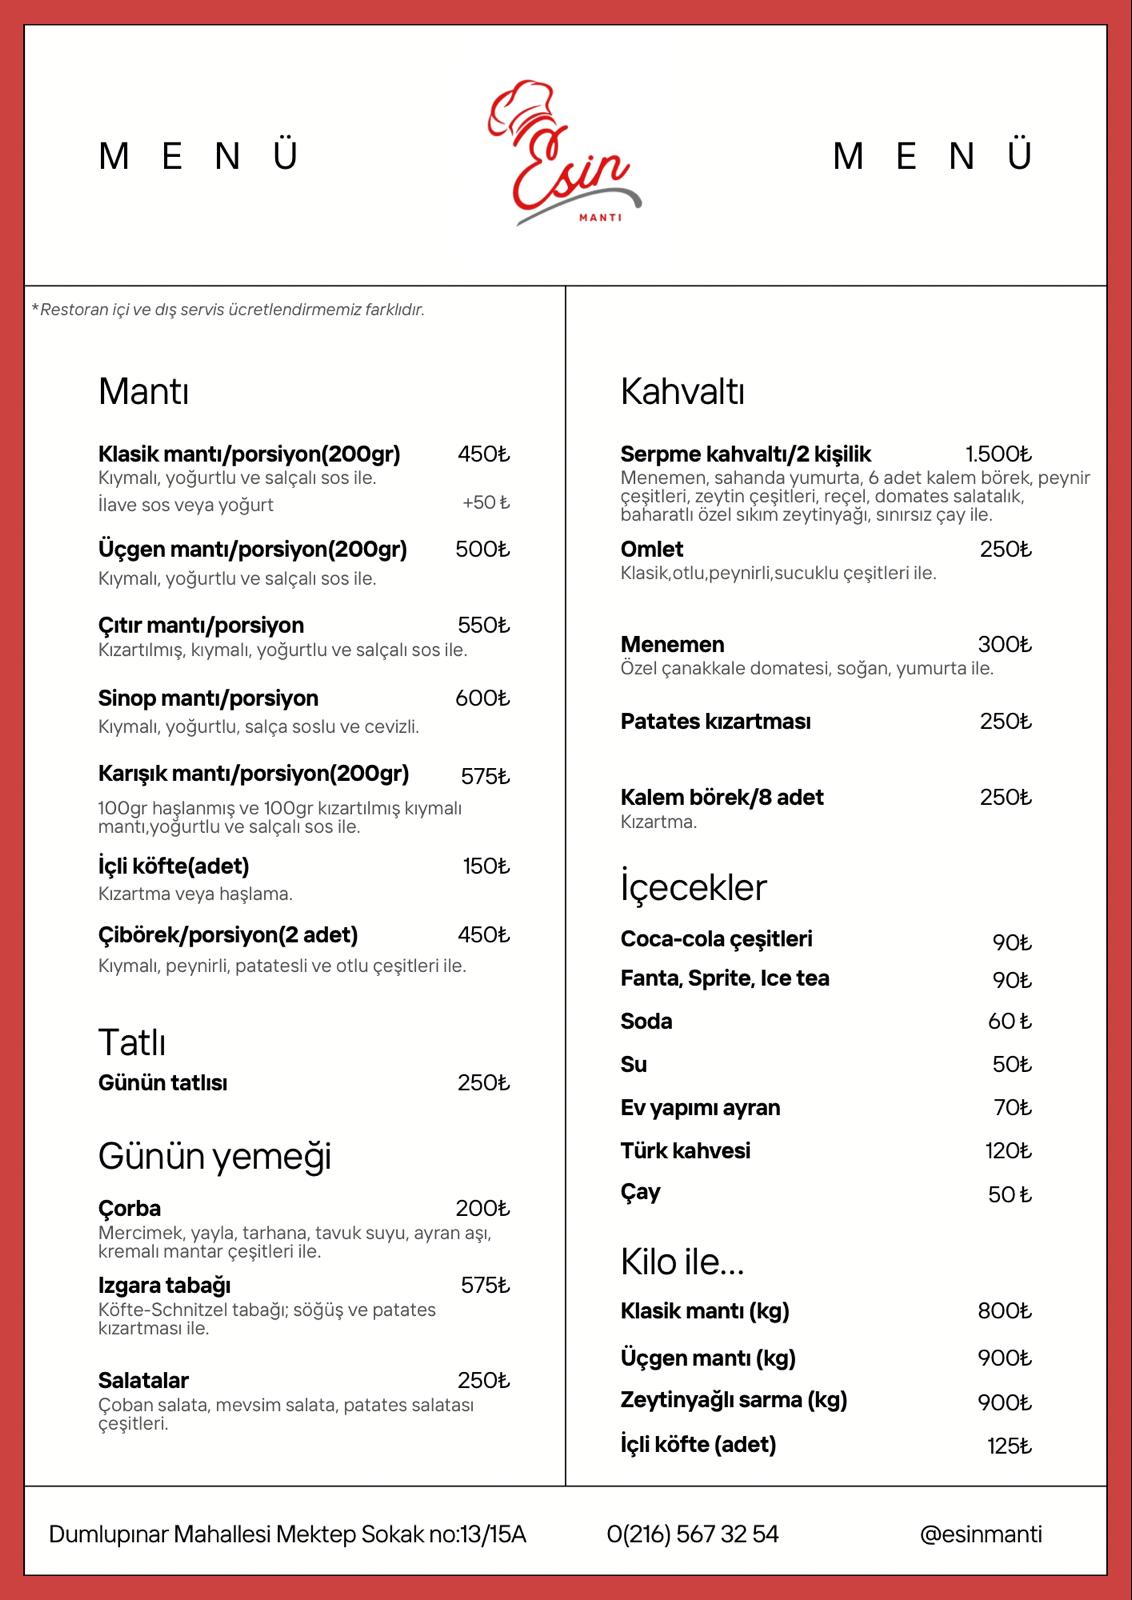 MENÜ
Esin
MANTI
MENÜ
*Restoran içi ve dış servis ücretlendirmemiz farklıdır.
Mantı
Klasik mantı/porsiyon(200gr) 450₺
Kıymalı, yoğurtlu ve salçalı sos ile.
İlave sos veya yoğurt +50 ₺
Üçgen mantı/porsiyon(200gr) 500₺
Kıymalı, yoğurtlu ve salçalı sos ile.
Çıtır mantı/porsiyon 550₺
Kızartılmış, kıymalı, yoğurtlu ve salçalı sos ile.
Sinop mantı/porsiyon 600₺
Kıymalı, yoğurtlu, salça soslu ve cevizli.
Karışık mantı/porsiyon(200gr) 575₺
100gr haşlanmış ve 100gr kızartılmış kıymalı
mantı,yoğurtlu ve salçalı sos ile.
İçli köfte(adet) 150₺
Kızartma veya haşlama.
Çibörek/porsiyon(2 adet) 450₺
Kıymalı, peynirli, patatesli ve otlu çeşitleri ile.
Tatlı
Günün tatlısı 250₺
Günün yemeği
Çorba 200₺
Mercimek, yayla, tarhana, tavuk suyu, ayran aşı,
kremalı mantar çeşitleri ile.
Izgara tabağı 575₺
Köfte-Schnitzel tabağı; söğüş ve patates
kızartması ile.
Salatalar 250₺
Çoban salata, mevsim salata, patates salatası
çeşitleri.
Kahvaltı
Serpme kahvaltı/2 kişilik 1.500₺
Menemen, sahanda yumurta, 6 adet kalem börek, peynir
çeşitleri, zeytin çeşitleri, reçel, domates salatalık,
baharatlı özel sıkım zeytinyağı, sınırsız çay ile.
Omlet 250₺
Klasik,otlu,peynirli,sucuklu çeşitleri ile.
Menemen 300₺
Özel çanakkale domatesi, soğan, yumurta ile.
Patates kızartması 250₺
Kalem börek/8 adet 250₺
Kızartma.
İçecekler
Coca-cola çeşitleri 90₺
Fanta, Sprite, Ice tea 90₺
Soda 60 ₺
Su 50₺
Ev yapımı ayran 70₺
Türk kahvesi 120₺
Çay 50 ₺
Kilo ile...
Klasik mantı (kg) 800₺
Üçgen mantı (kg) 900₺
Zeytinyağlı sarma (kg) 900₺
İçli köfte (adet) 125₺
Dumlupınar Mahallesi Mektep Sokak no:13/15A 0(216) 567 32 54 @esinmanti